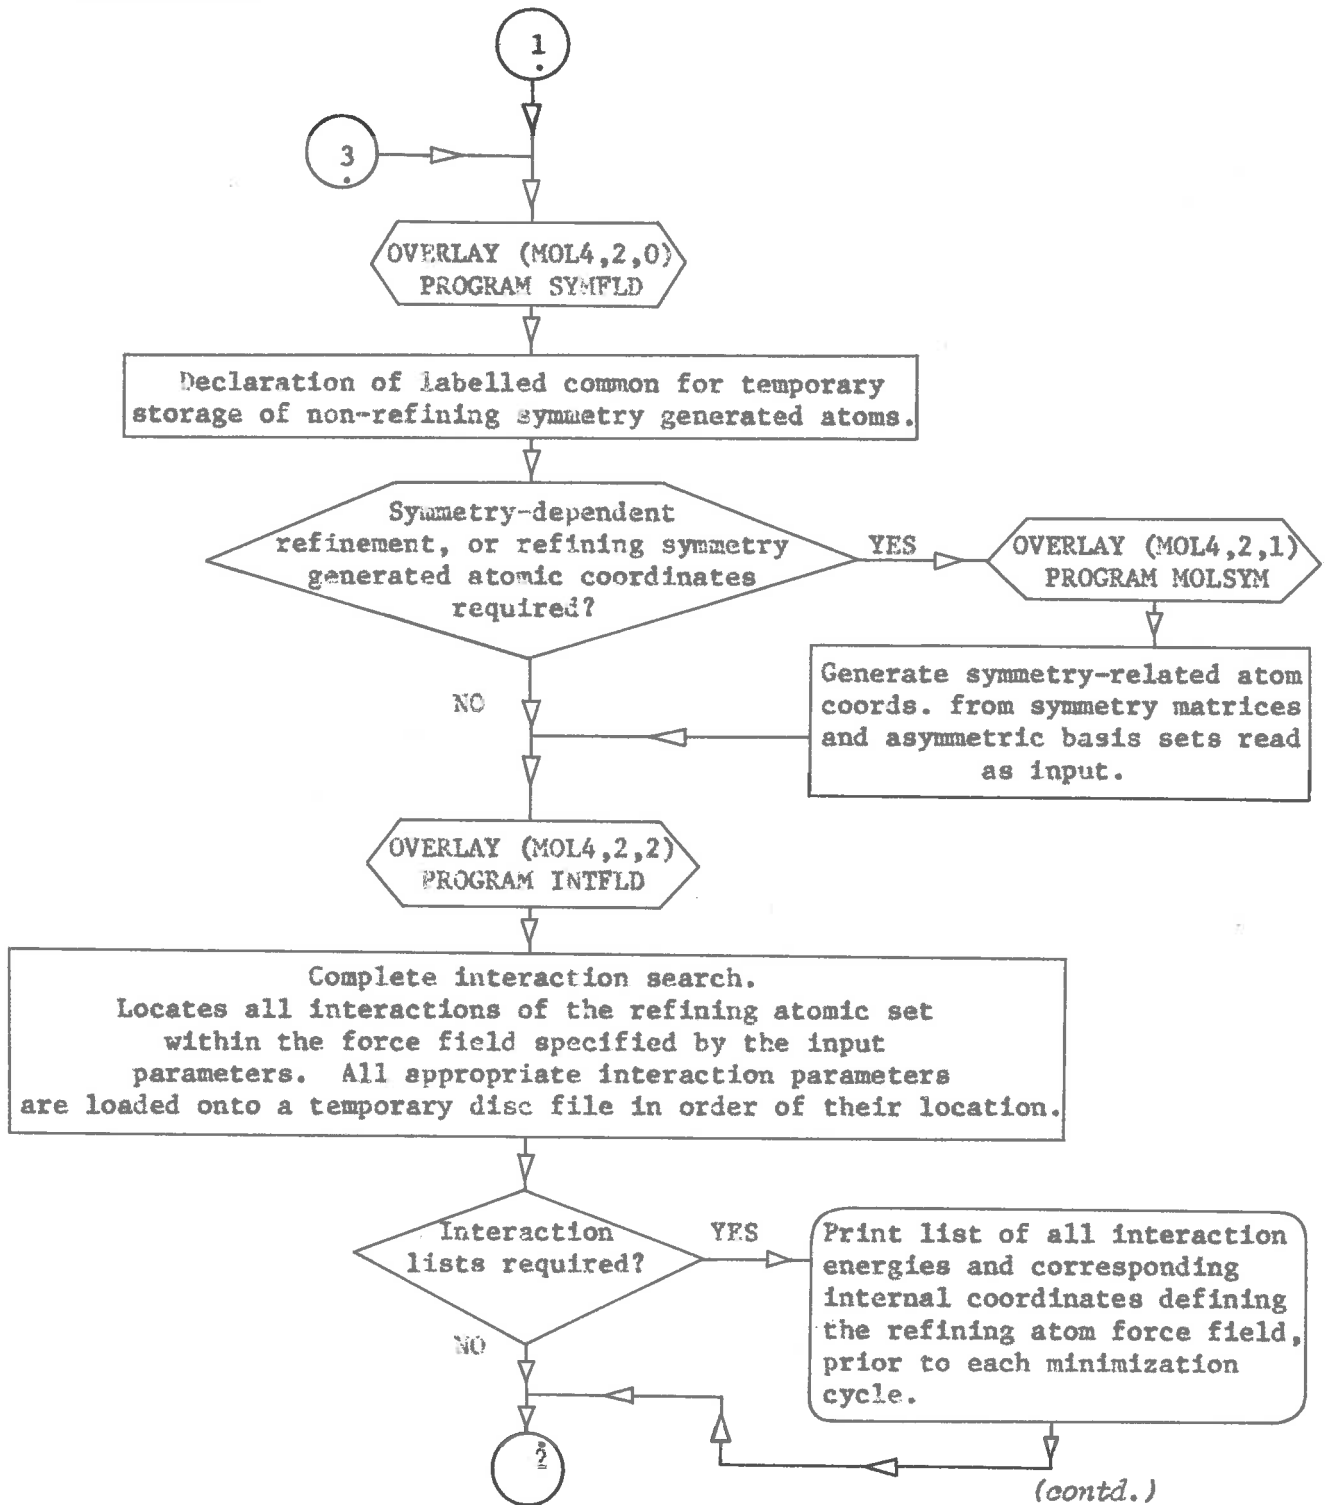 1
3
OVERLAY (MOL4,2,0)
PROGRAM SYMFLD
Declaration of labelled common for temporary
storage of non-refining symmetry generated atoms.
Symmetry-dependent
refinement, or refining symmetry
generated atomic coordinates
required?
YES
OVERLAY (MOL4,2,1)
PROGRAM MOLSYM
Generate symmetry-related atom
coords. from symmetry matrices
and asymmetric basis sets read
as input.
NO
OVERLAY (MOL4,2,2)
PROGRAM INTFLD
Complete interaction search.
Locates all interactions of the refining atomic set
within the force field specified by the input
parameters. All appropriate interaction parameters
are loaded onto a temporary disc file in order of their location.
Interaction
lists required?
YES
Print list of all interaction
energies and corresponding
internal coordinates defining
the refining atom force field,
prior to each minimization
cycle.
NO
2
(contd.)